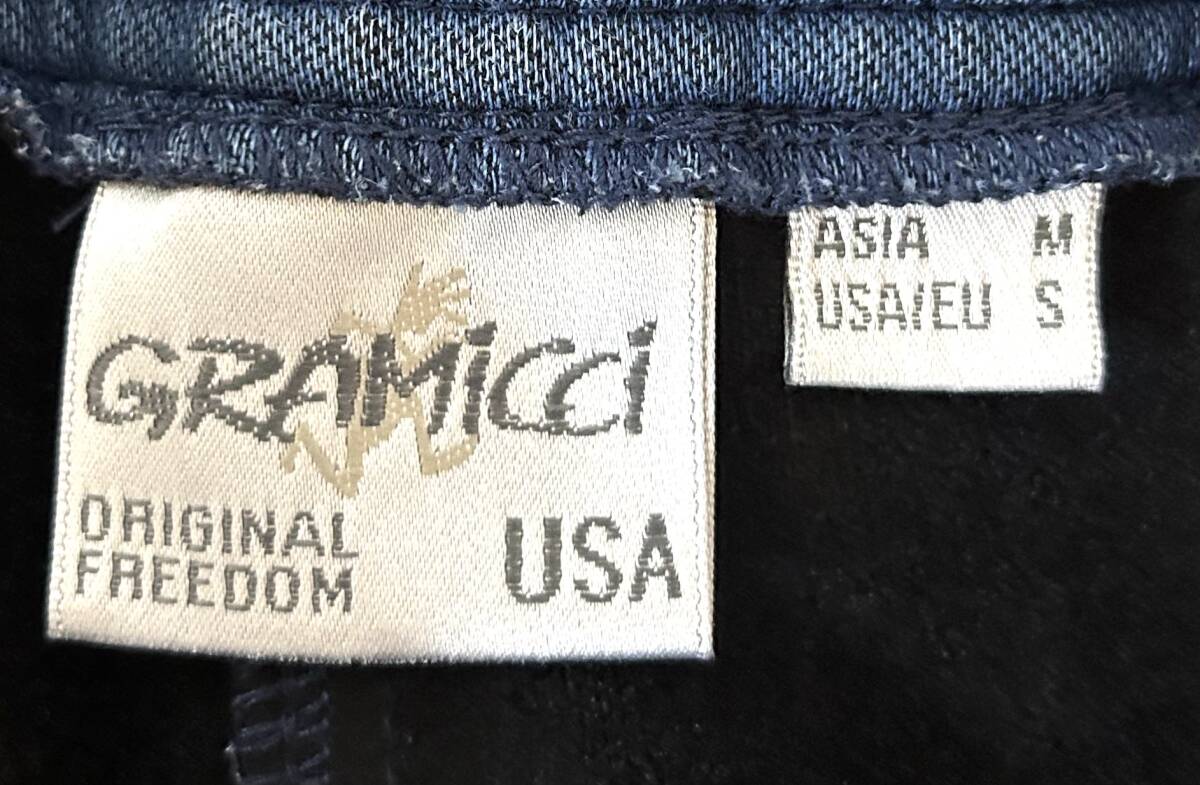 GRAMicci
ORIGINAL
FREEDOM
USA
ASIA M
USA/EU S